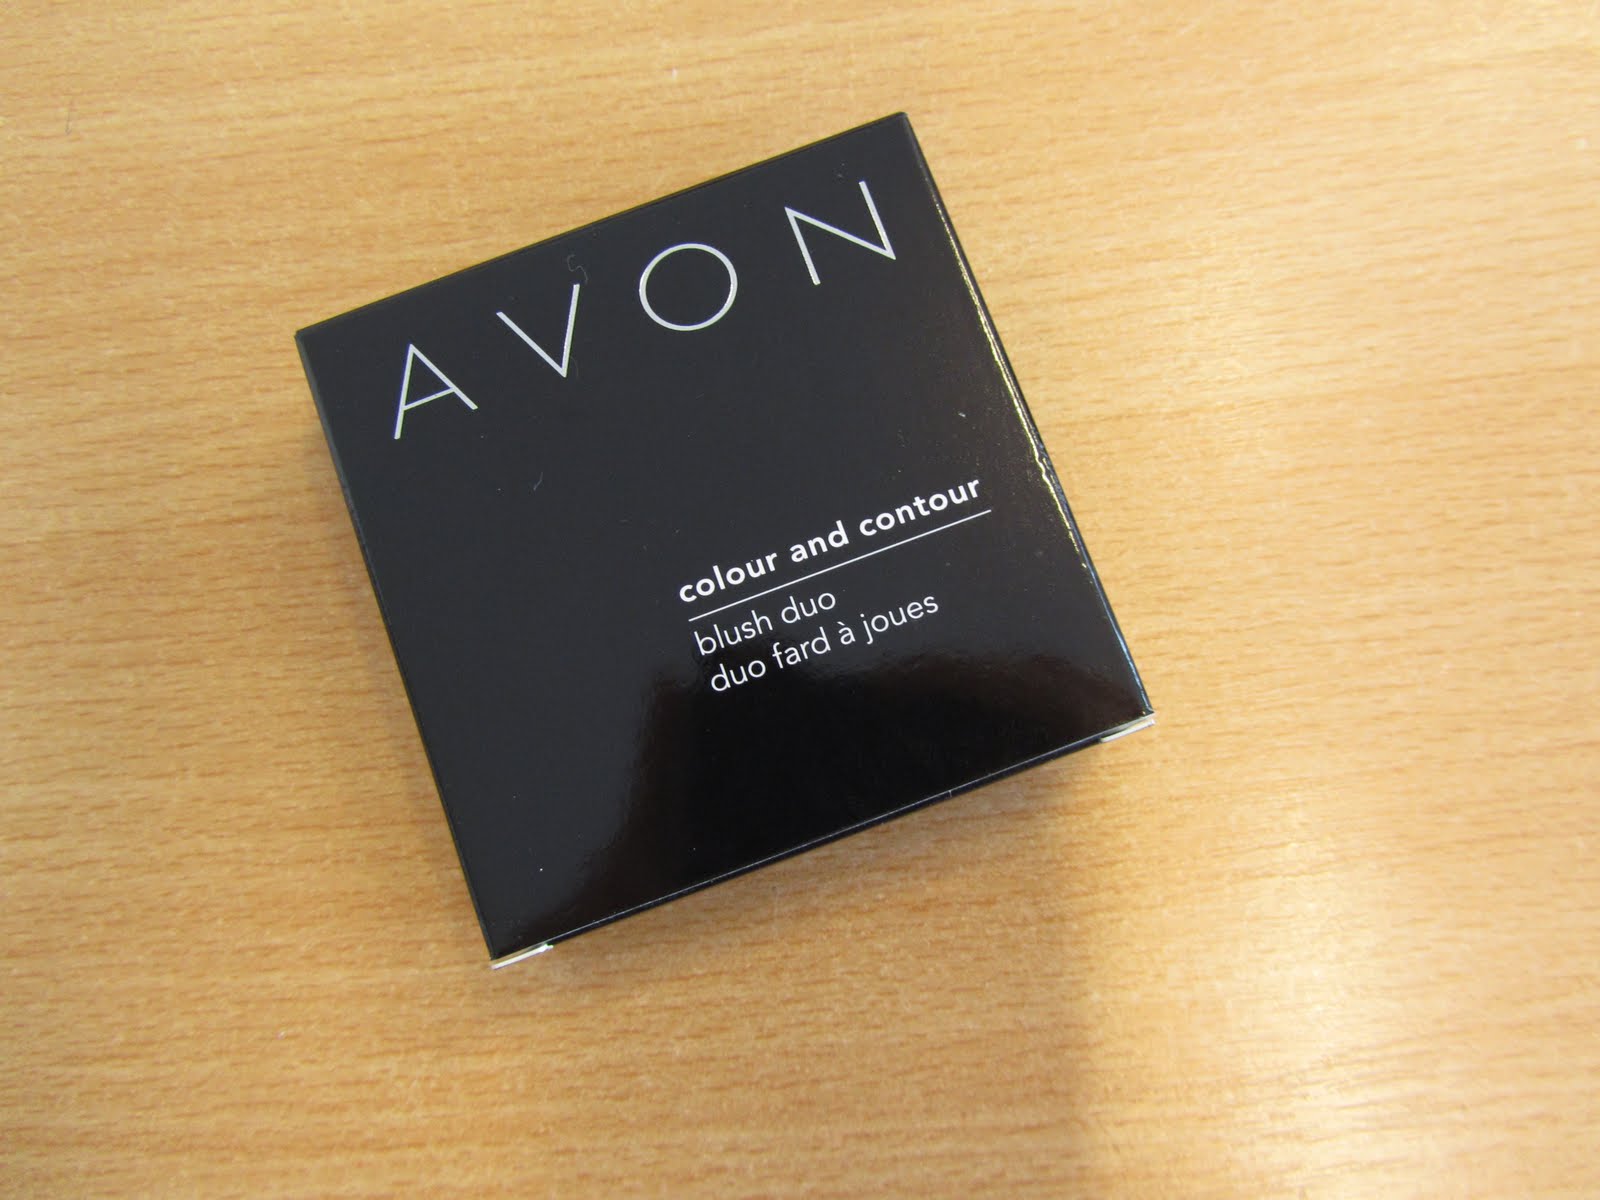 AVON
colour and contour
blush duo
duo fard à joues